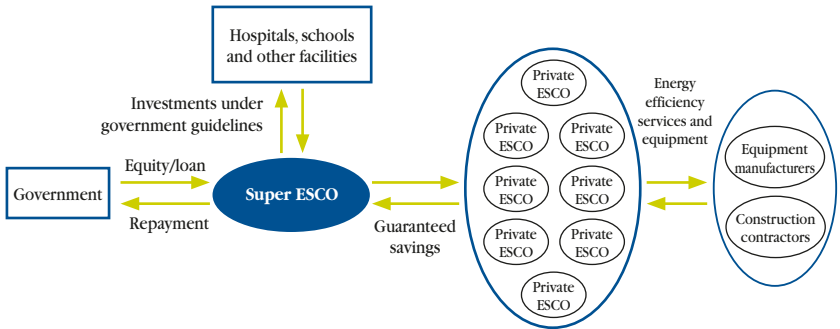 Hospitals, schools
and other facilities
Investments under
government guidelines
Government
Equity/loan
Repayment
Super ESCO
Guaranteed
savings
Private
ESCO
Private
ESCO
Private
ESCO
Private
ESCO
Private
ESCO
Private
ESCO
Private
ESCO
Private
ESCO
Energy
efficiency
services and
equipment
Equipment
manufacturers
Construction
contractors